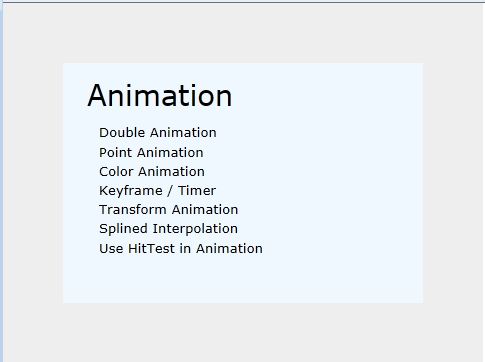 Animation
Double Animation
Point Animation
Color Animation
Keyframe / Timer
Transform Animation
Splined Interpolation
Use HitTest in Animation